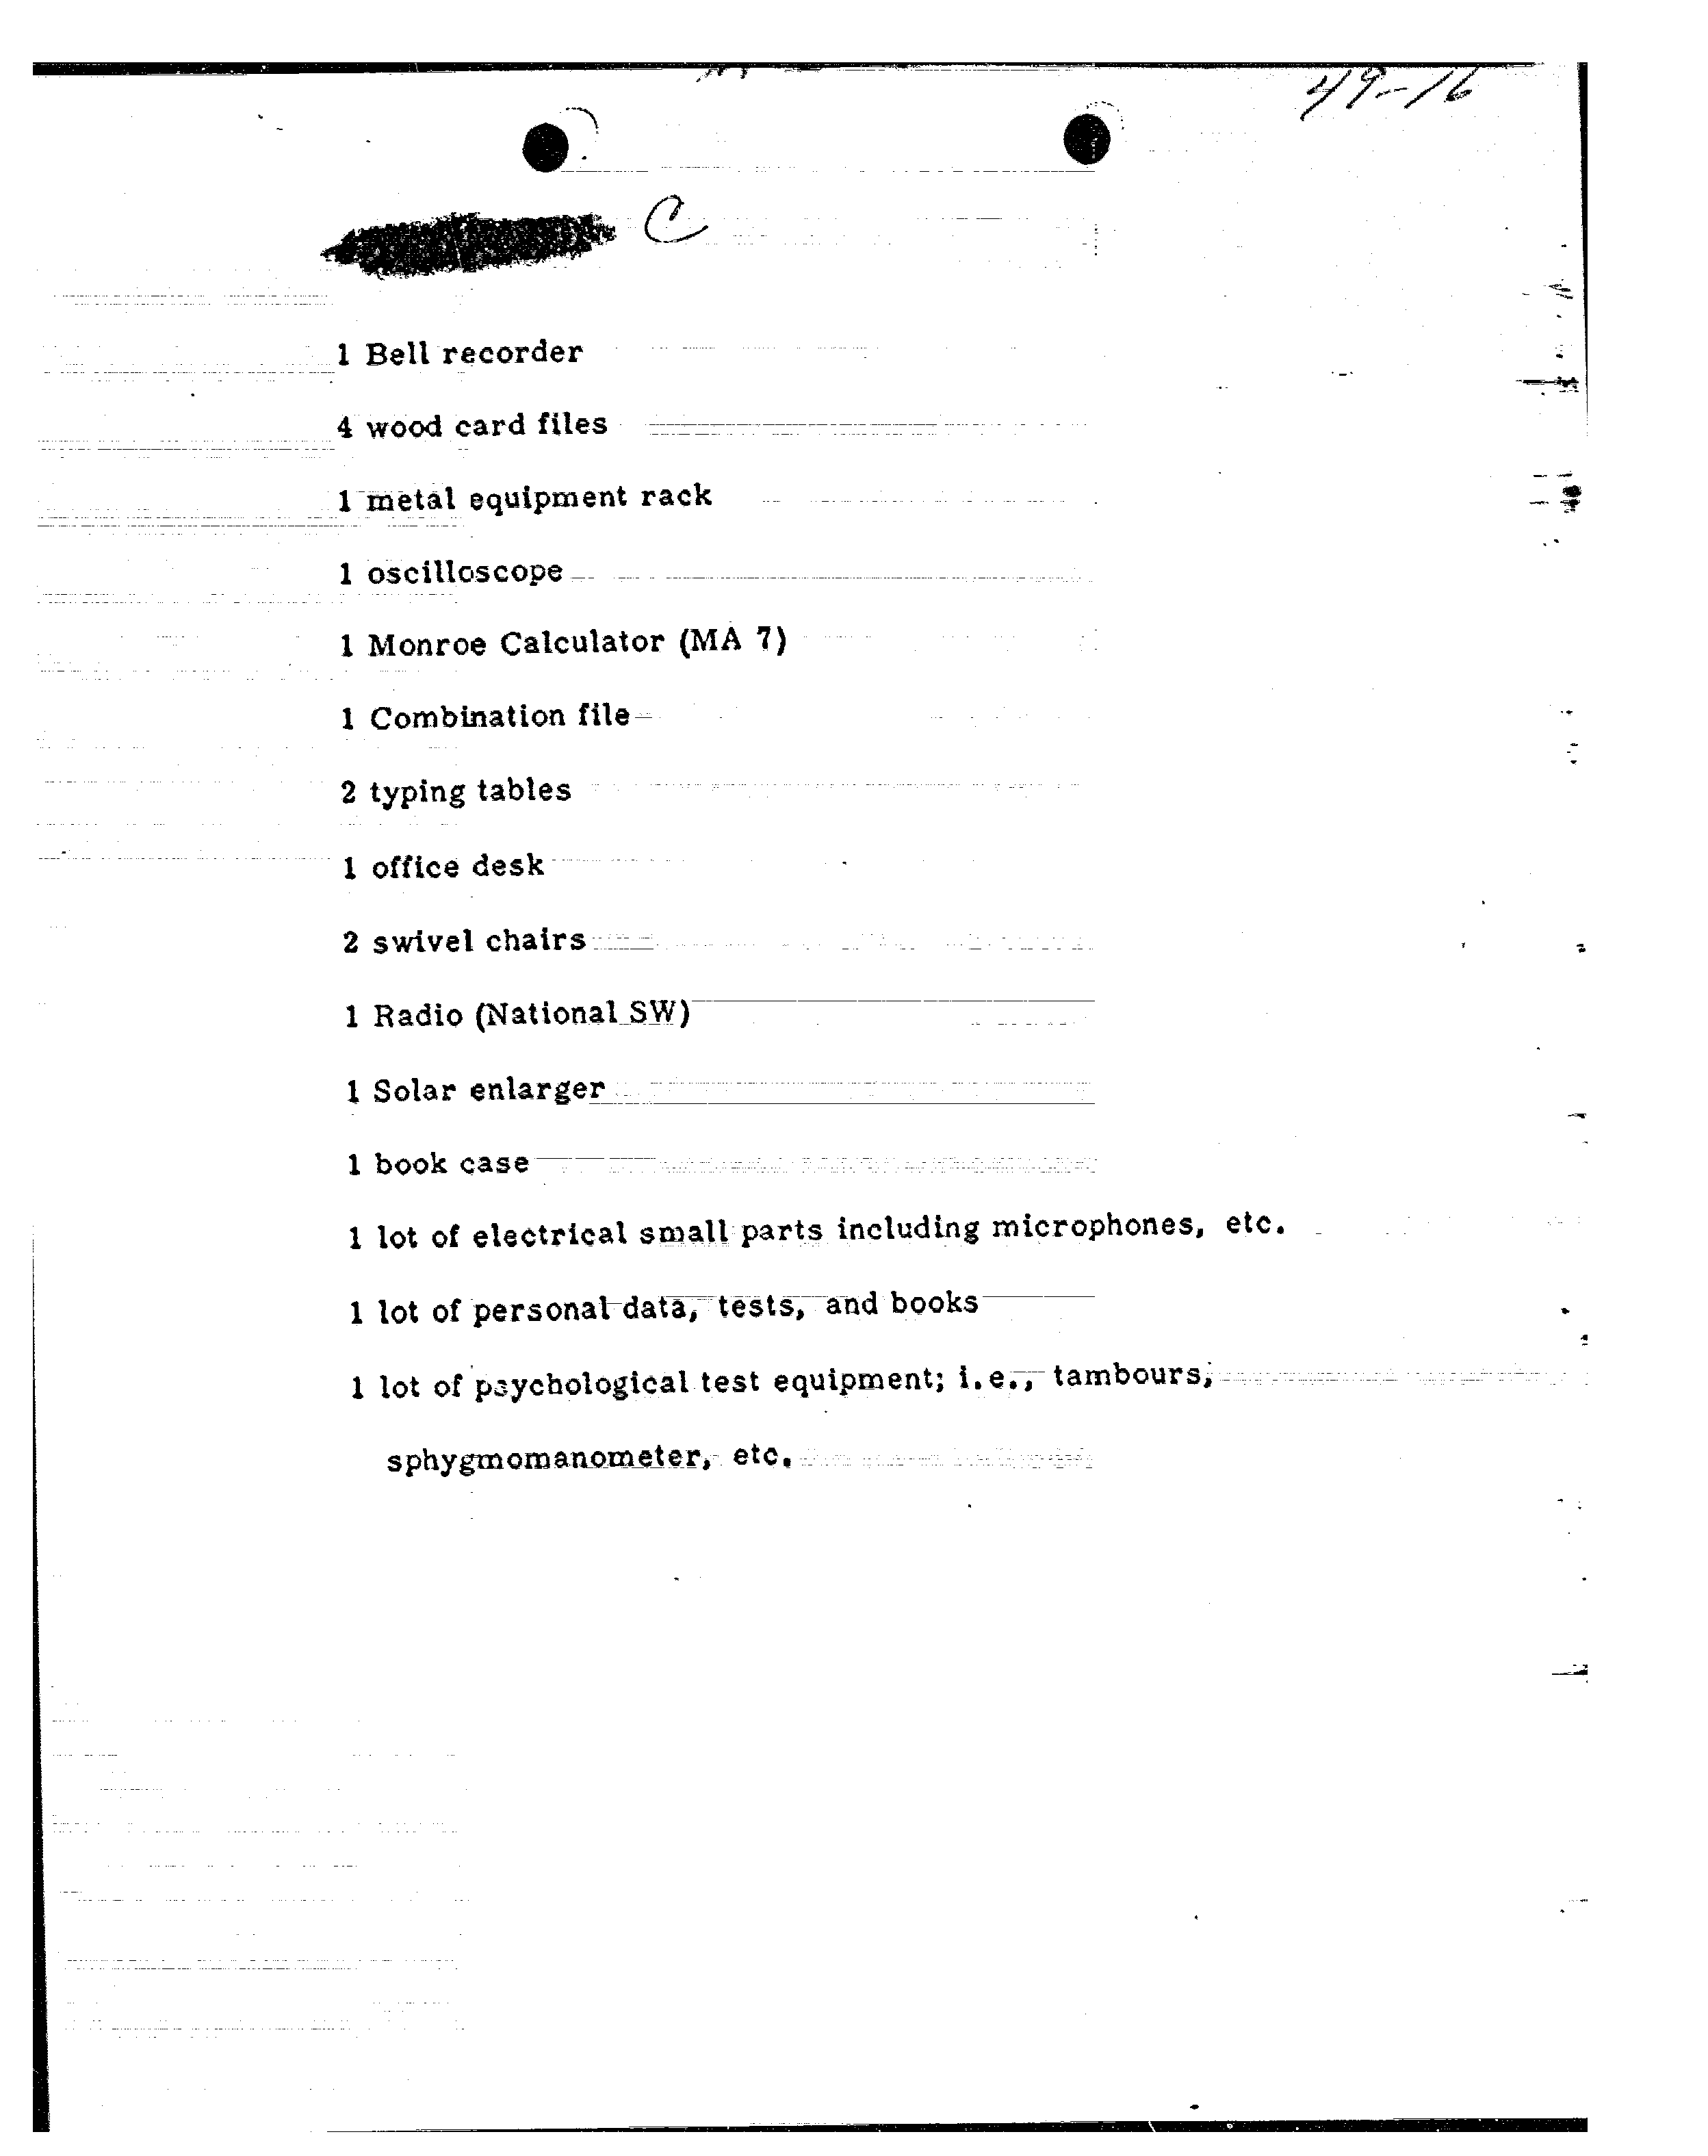 49-16
C
1 Bell recorder
4 wood card files
1 metal equipment rack
1 oscilloscope
1 Monroe Calculator (MA 7)
1 Combination file
2 typing tables
1 office desk
2 swivel chairs
1 Radio (National SW)
1 Solar enlarger
1 book case
1 lot of electrical small parts including microphones, etc.
1 lot of personal data, tests, and books
1 lot of psychological test equipment; i.e., tambours,
sphygmomanometer, etc.